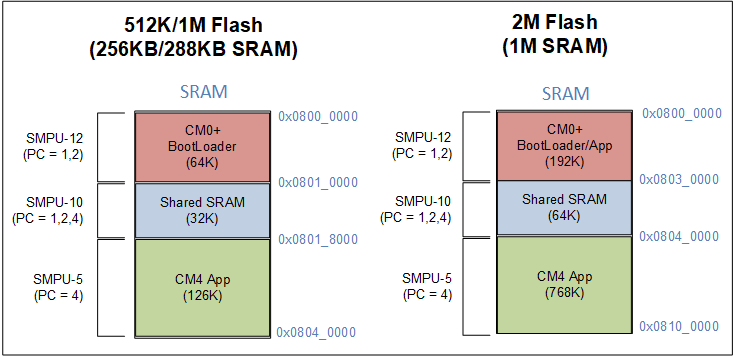 512K/1M Flash
(256KB/288KB SRAM)
SRAM
0x0800_0000
SMPU-12
(PC = 1,2)
CM0+
BootLoader
(64K)
0x0801_0000
SMPU-10
(PC = 1,2,4)
Shared SRAM
(32K)
0x0801_8000
SMPU-5
(PC = 4)
CM4 App
(126K)
0x0804_0000
2M Flash
(1M SRAM)
SRAM
0x0800_0000
SMPU-12
(PC = 1,2)
CM0+
BootLoader/App
(192K)
0x0803_0000
SMPU-10
(PC = 1,2,4)
Shared SRAM
(64K)
0x0804_0000
SMPU-5
(PC = 4)
CM4 App
(768K)
0x0810_0000